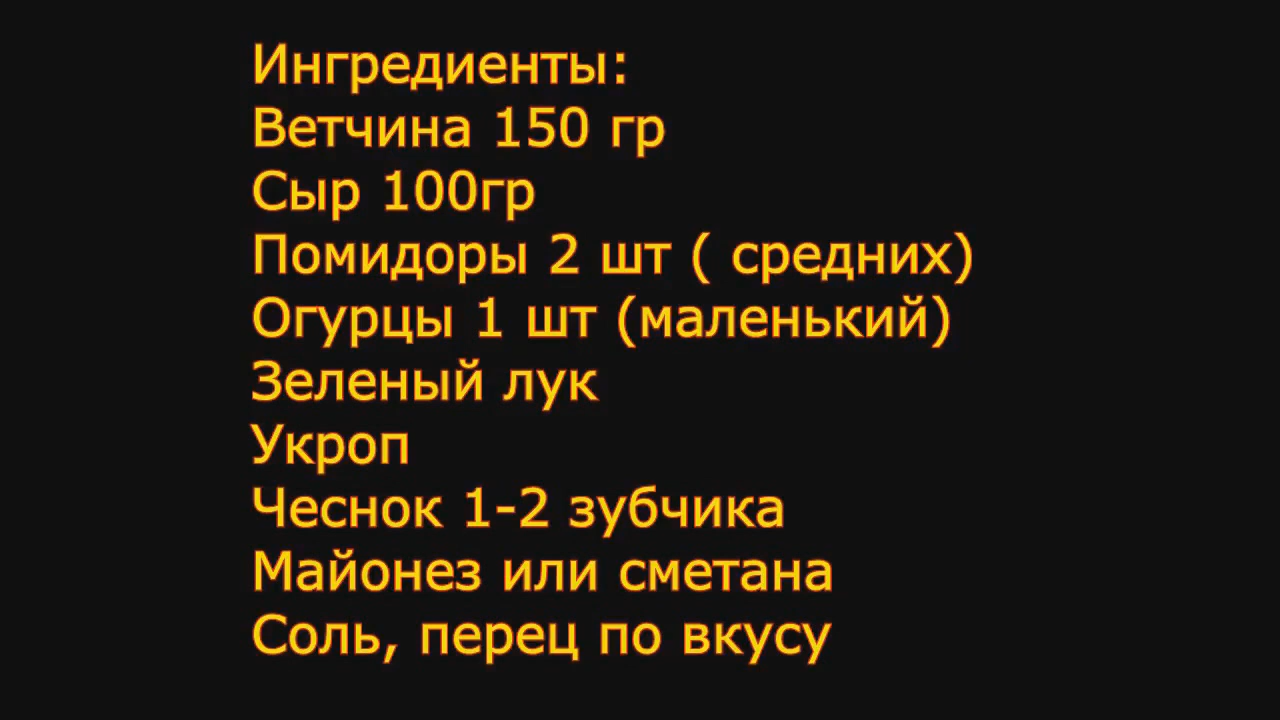 Ингредиенты:
Ветчина 150 гр
Сыр 100гр
Помидоры 2 шт ( средних)
Огурцы 1 шт (маленький)
Зеленый лук
Укроп
Чеснок 1-2 зубчика
Майонез или сметана
Соль, перец по вкусу